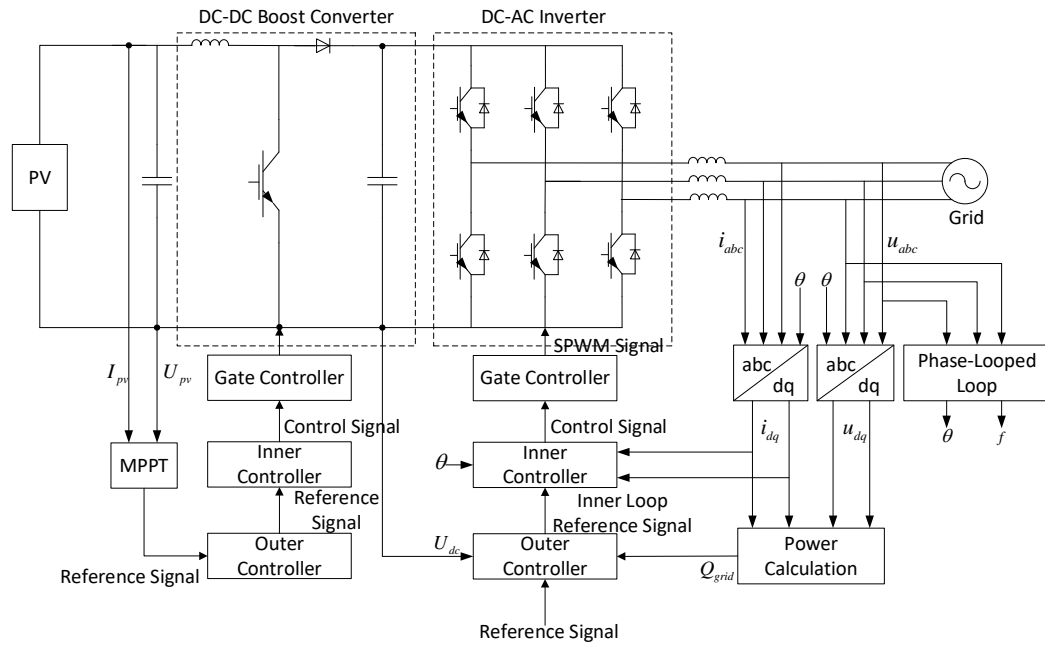 DC-DC Boost Converter
DC-AC Inverter
PV
Grid
i_abc
u_abc
θ
θ
SPWM Signal
I_pv
U_pv
Gate Controller
Gate Controller
abc
dq
abc
dq
Phase-Looped
Loop
Control Signal
Control Signal
i_dq
u_dq
θ
f
MPPT
Inner
Controller
θ
Inner
Controller
Reference
Signal
Inner Loop
Reference Signal
Outer
Controller
U_dc
Outer
Controller
Q_grid
Power
Calculation
Reference Signal
Reference Signal